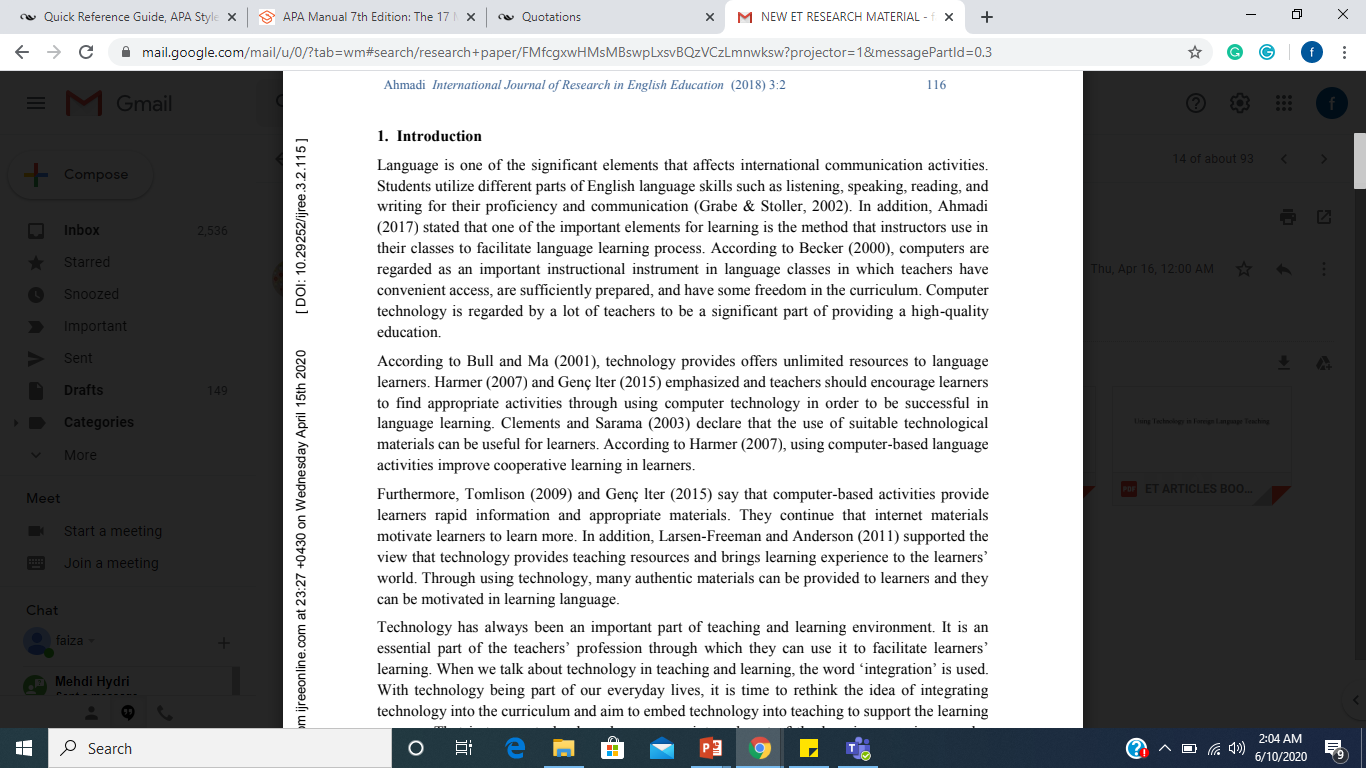 Quick Reference Guide, APA Style
APA Manual 7th Edition: The 17 M
Quotations
NEW ET RESEARCH MATERIAL - f
mail.google.com/mail/u/0/?tab=wm#search/research+paper/FMfcgxwHMsMBswpLxsvBQzVCzLmnwksw?projector=1&messagePartId=0.3
f
Gmail
f
Compose
14 of about 93
Inbox 2,536
Starred
Thu, Apr 16, 12:00 AM
Snoozed
Important
Sent
Drafts 149
Categories
More
Meet
Start a meeting
Join a meeting
Chat
faiza
Mehdi Hydri
Using Technology in Foreign Language Teaching
PDF ET ARTICLES BOO...
[ DOI: 10.29252/ijree.3.2.115 ]
om ijreeonline.com at 23:27 +0430 on Wednesday April 15th 2020
Ahmadi International Journal of Research in English Education (2018) 3:2 116
1. Introduction
Language is one of the significant elements that affects international communication activities.
Students utilize different parts of English language skills such as listening, speaking, reading, and
writing for their proficiency and communication (Grabe & Stoller, 2002). In addition, Ahmadi
(2017) stated that one of the important elements for learning is the method that instructors use in
their classes to facilitate language learning process. According to Becker (2000), computers are
regarded as an important instructional instrument in language classes in which teachers have
convenient access, are sufficiently prepared, and have some freedom in the curriculum. Computer
technology is regarded by a lot of teachers to be a significant part of providing a high-quality
education.
According to Bull and Ma (2001), technology provides offers unlimited resources to language
learners. Harmer (2007) and Genç lter (2015) emphasized and teachers should encourage learners
to find appropriate activities through using computer technology in order to be successful in
language learning. Clements and Sarama (2003) declare that the use of suitable technological
materials can be useful for learners. According to Harmer (2007), using computer-based language
activities improve cooperative learning in learners.
Furthermore, Tomlison (2009) and Genç lter (2015) say that computer-based activities provide
learners rapid information and appropriate materials. They continue that internet materials
motivate learners to learn more. In addition, Larsen-Freeman and Anderson (2011) supported the
view that technology provides teaching resources and brings learning experience to the learners’
world. Through using technology, many authentic materials can be provided to learners and they
can be motivated in learning language.
Technology has always been an important part of teaching and learning environment. It is an
essential part of the teachers’ profession through which they can use it to facilitate learners’
learning. When we talk about technology in teaching and learning, the word ‘integration’ is used.
With technology being part of our everyday lives, it is time to rethink the idea of integrating
technology into the curriculum and aim to embed technology into teaching to support the learning
Search
2:04 AM
6/10/2020
9